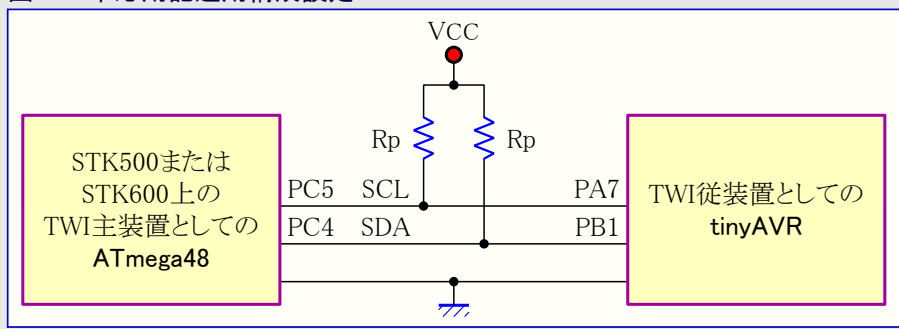 VCC
Rp
Rp
STK500または
STK600上の
TWI主装置としての
ATmega48
PC5
SCL
PA7
PC4
SDA
PB1
TWI従装置としての
tinyAVR